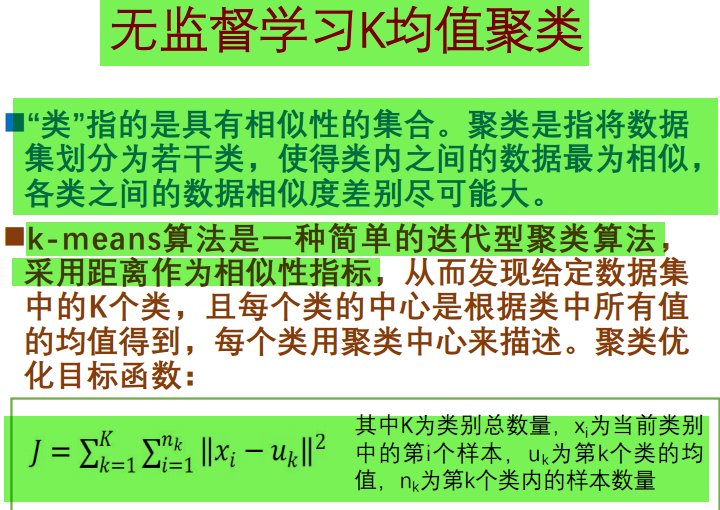 无监督学习K均值聚类
“类”指的是具有相似性的集合。聚类是指将数据
集划分为若干类，使得类内之间的数据最为相似，
各类之间的数据相似度差别尽可能大。
k-means算法是一种简单的迭代型聚类算法，
采用距离作为相似性指标，从而发现给定数据集
中的K个类，且每个类的中心是根据类中所有值
的均值得到，每个类用聚类中心来描述。聚类优
化目标函数：
J = ∑_{k=1}^{K} ∑_{i=1}^{n_k} ‖x_i − u_k‖²
其中K为类别总数量，x_i为当前类别
中的第i个样本，u_k为第k个类的均
值，n_k为第k个类内的样本数量